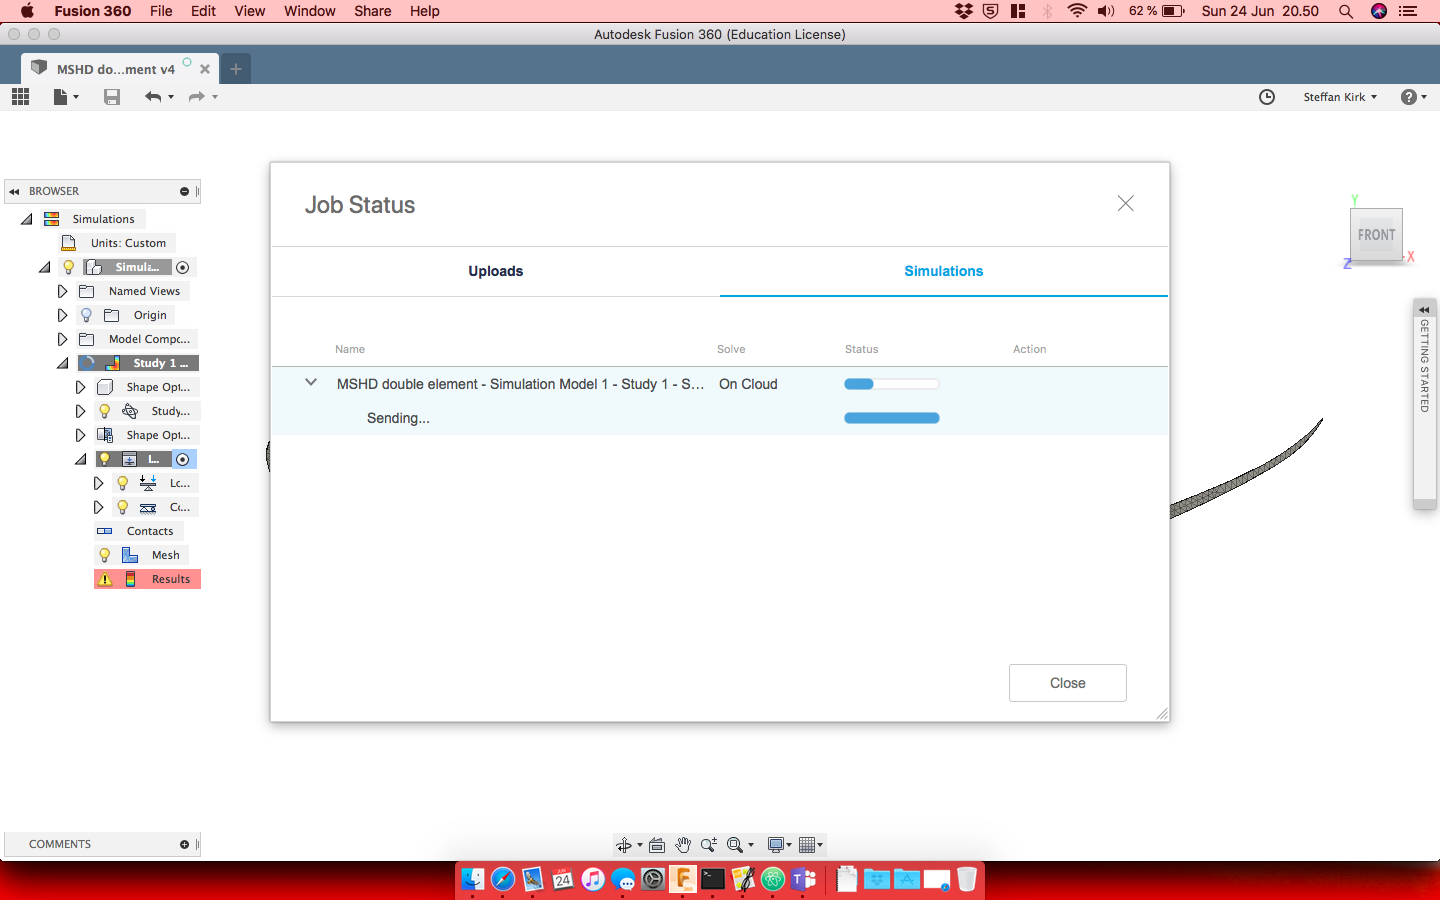 Fusion 360 File Edit View Window Share Help 62 % Sun 24 Jun 20.50
Autodesk Fusion 360 (Education License)
MSHD do...ment v4
Steffan Kirk
BROWSER
Simulations
Units: Custom
Simula...
Named Views
Origin
Model Compo...
Study 1 ...
Shape Opt...
Study...
Shape Opt...
L...
Lo...
Co...
Contacts
Mesh
Results
Job Status
Uploads Simulations
Name Solve Status Action
MSHD double element - Simulation Model 1 - Study 1 - S... On Cloud
Sending...
Close
Y
FRONT
X
Z
GETTING STARTED
COMMENTS
JUN
24